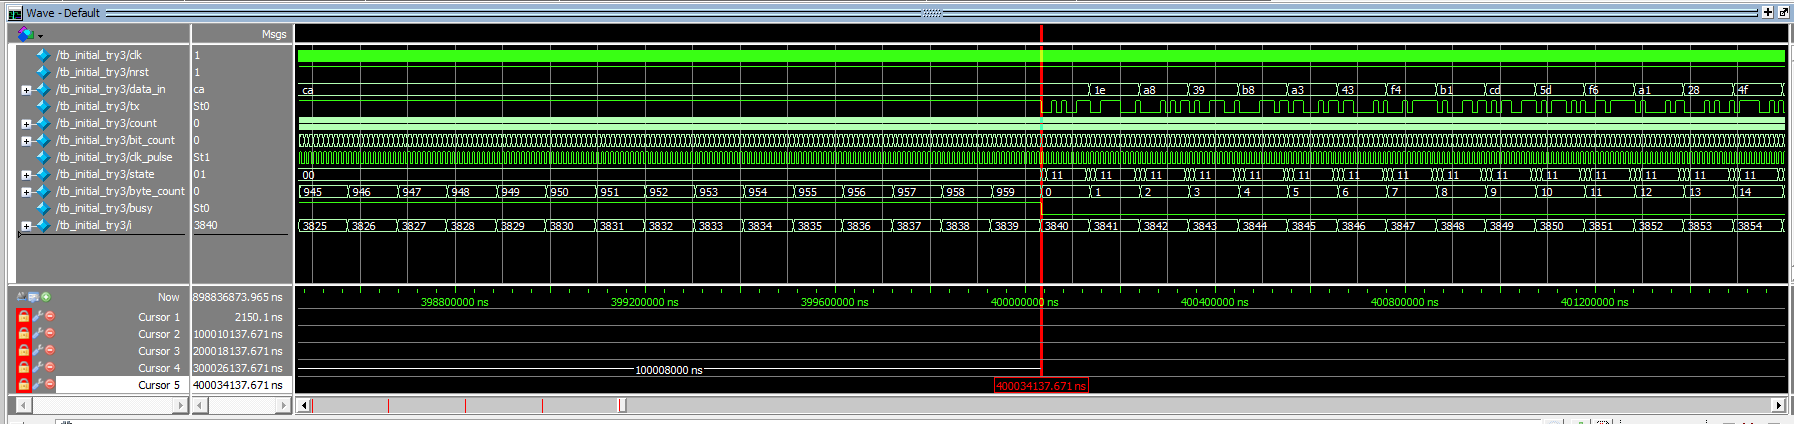 Wave - Default
Msgs
/tb_initial_try3/clk 1
/tb_initial_try3/nrst 1
/tb_initial_try3/data_in ca ca 1e a8 39 b8 a3 43 f4 b1 cd 5d f6 a1 28 4f
/tb_initial_try3/tx St0
/tb_initial_try3/count 0
/tb_initial_try3/bit_count 0
/tb_initial_try3/clk_pulse St1
/tb_initial_try3/state 01 00 11 11 11 11 11 11 11 11 11 11 11 11 11 11 11
/tb_initial_try3/byte_count 0 945 946 947 948 949 950 951 952 953 954 955 956 957 958 959 0 1 2 3 4 5 6 7 8 9 10 11 12 13 14
/tb_initial_try3/busy St0
/tb_initial_try3/i 3840 3825 3826 3827 3828 3829 3830 3831 3832 3833 3834 3835 3836 3837 3838 3839 3840 3841 3842 3843 3844 3845 3846 3847 3848 3849 3850 3851 3852 3853 3854
Now 898836873.965 ns 398800000 ns 399200000 ns 399600000 ns 400000000 ns 400400000 ns 400800000 ns 401200000 ns
Cursor 1 2150.1 ns
Cursor 2 100010137.671 ns
Cursor 3 200018137.671 ns
Cursor 4 300026137.671 ns 100008000 ns
Cursor 5 400034137.671 ns 400034137.671 ns